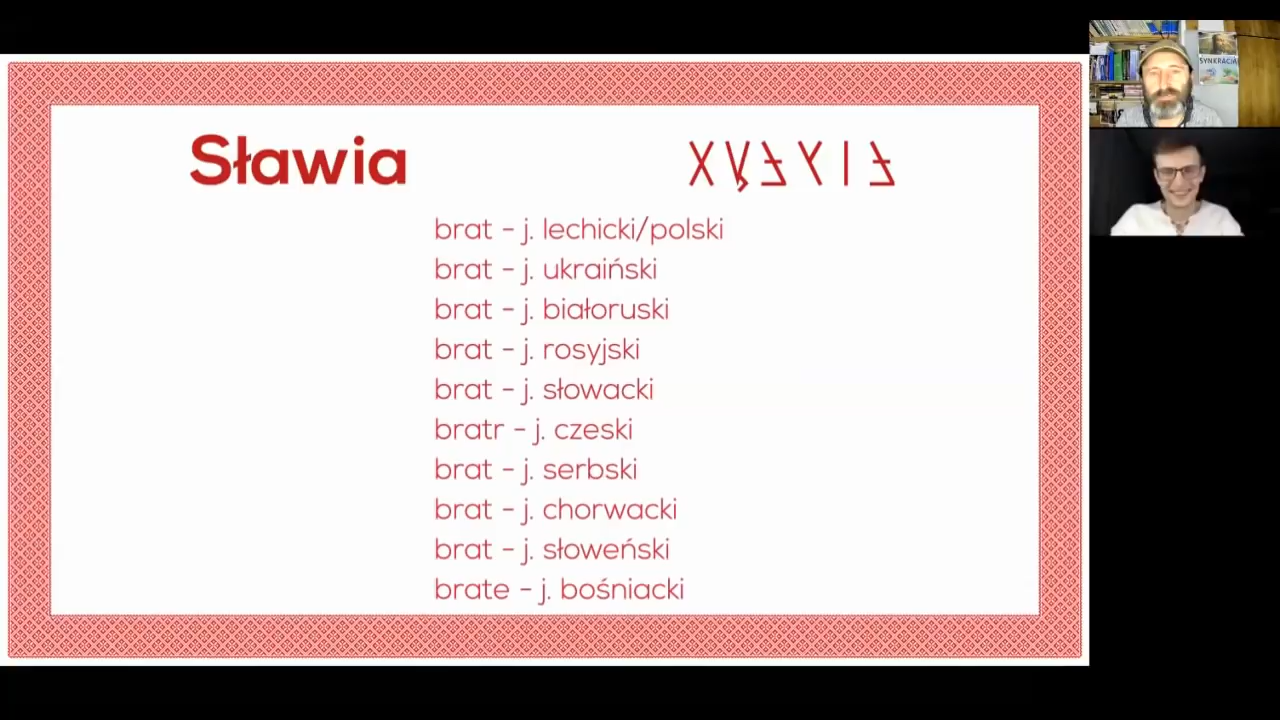 Sławia
brat - j. lechicki/polski
brat - j. ukraiński
brat - j. białoruski
brat - j. rosyjski
brat - j. słowacki
bratr - j. czeski
brat - j. serbski
brat - j. chorwacki
brat - j. słoweński
brate - j. bośniacki
SYNKRACJA